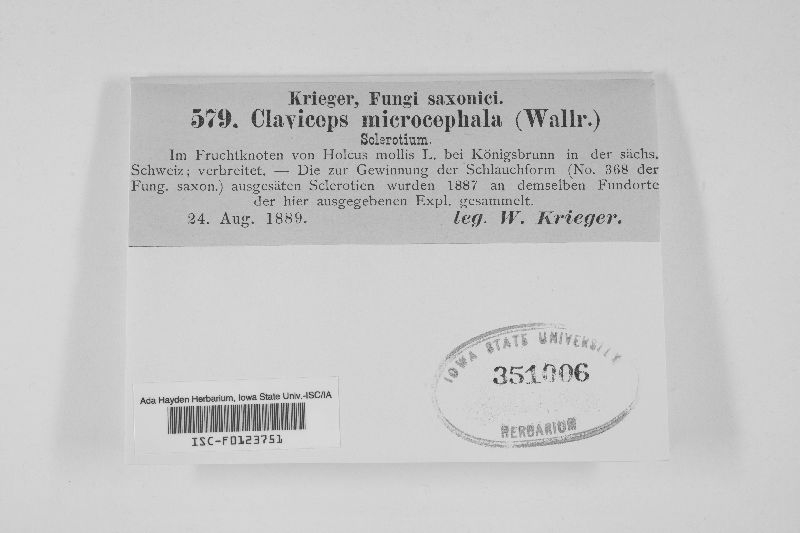 Krieger, Fungi saxonici.
579. Claviceps microcephala (Wallr.)
Sclerotium.
Im Fruchtknoten von Holcus mollis L. bei Königsbrunn in der sächs.
Schweiz; verbreitet. — Die zur Gewinnung der Schlauchform (No. 368 der
Fung. saxon.) ausgesäten Sclerotien wurden 1887 an demselben Fundorte
der hier ausgegebenen Expl. gesammelt.
24. Aug. 1889. leg. W. Krieger.
IOWA STATE UNIVERSITY
351006
HERBARIUM
Ada Hayden Herbarium, Iowa State Univ.-ISC/IA
ISC-F0123751